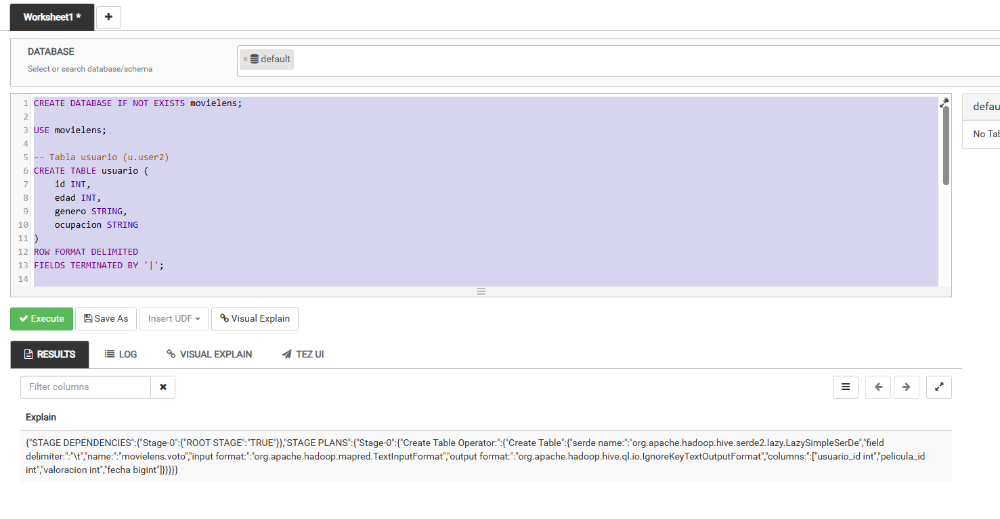 Worksheet1 * +
DATABASE
Select or search database/schema
× default
1 CREATE DATABASE IF NOT EXISTS movielens;
2
3 USE movielens;
4
5 -- Tabla usuario (u.user2)
6 CREATE TABLE usuario (
7 id INT,
8 edad INT,
9 genero STRING,
10 ocupacion STRING
11 )
12 ROW FORMAT DELIMITED
13 FIELDS TERMINATED BY '|';
14
defau
No Tab
Execute Save As Insert UDF Visual Explain
RESULTS LOG VISUAL EXPLAIN TEZ UI
Filter columns
Explain
{"STAGE DEPENDENCIES":{"Stage-0":{"ROOT STAGE":"TRUE"}},"STAGE PLANS":{"Stage-0":{"Create Table Operator:":{"Create Table":{"serde name:":"org.apache.hadoop.hive.serde2.lazy.LazySimpleSerDe","field
delimiter:":"\t","name:":"movielens.voto","input format:":"org.apache.hadoop.mapred.TextInputFormat","output format:":"org.apache.hadoop.hive.ql.io.IgnoreKeyTextOutputFormat","columns:":["usuario_id int","pelicula_id
int","valoracion int","fecha bigint"]}}}}}